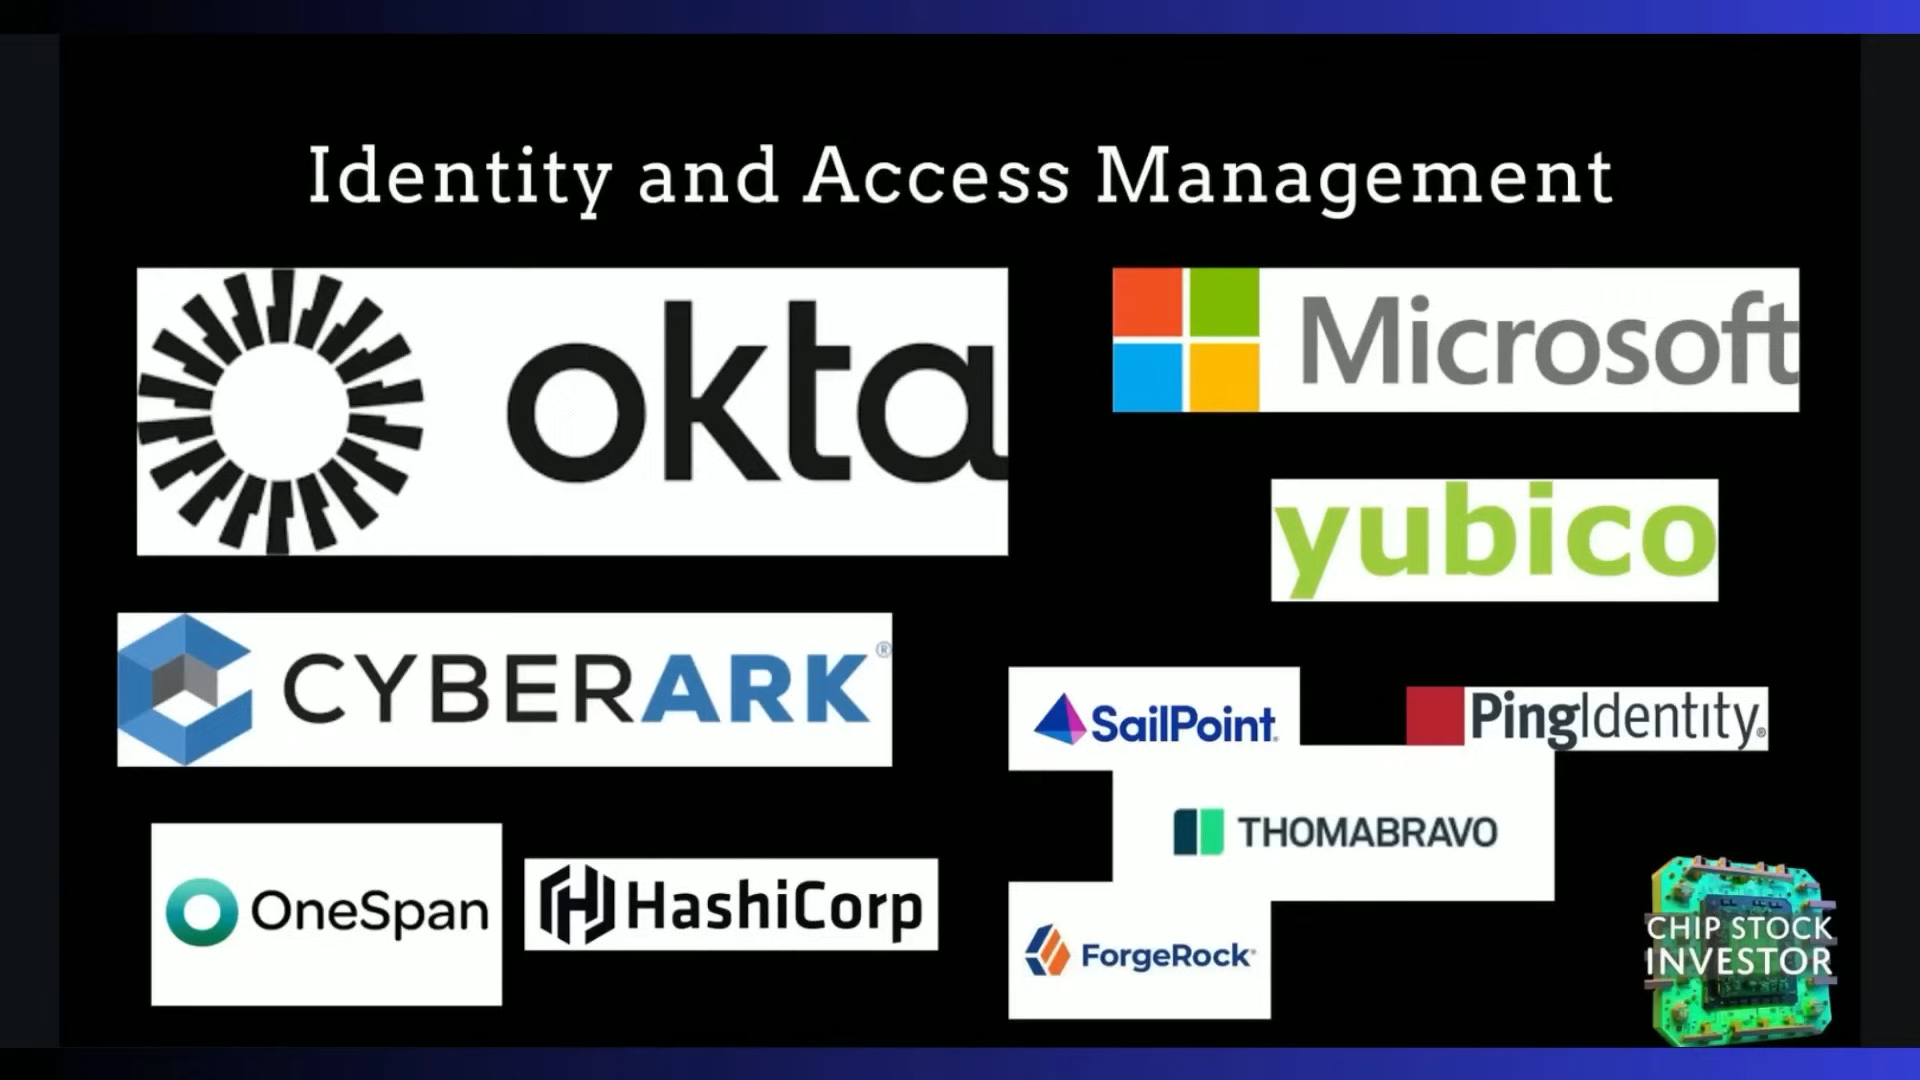 Identity and Access Management
okta
Microsoft
yubico
CYBERARK®
SailPoint
PingIdentity®
THOMABRAVO
OneSpan
HashiCorp
ForgeRock
CHIP STOCK
INVESTOR